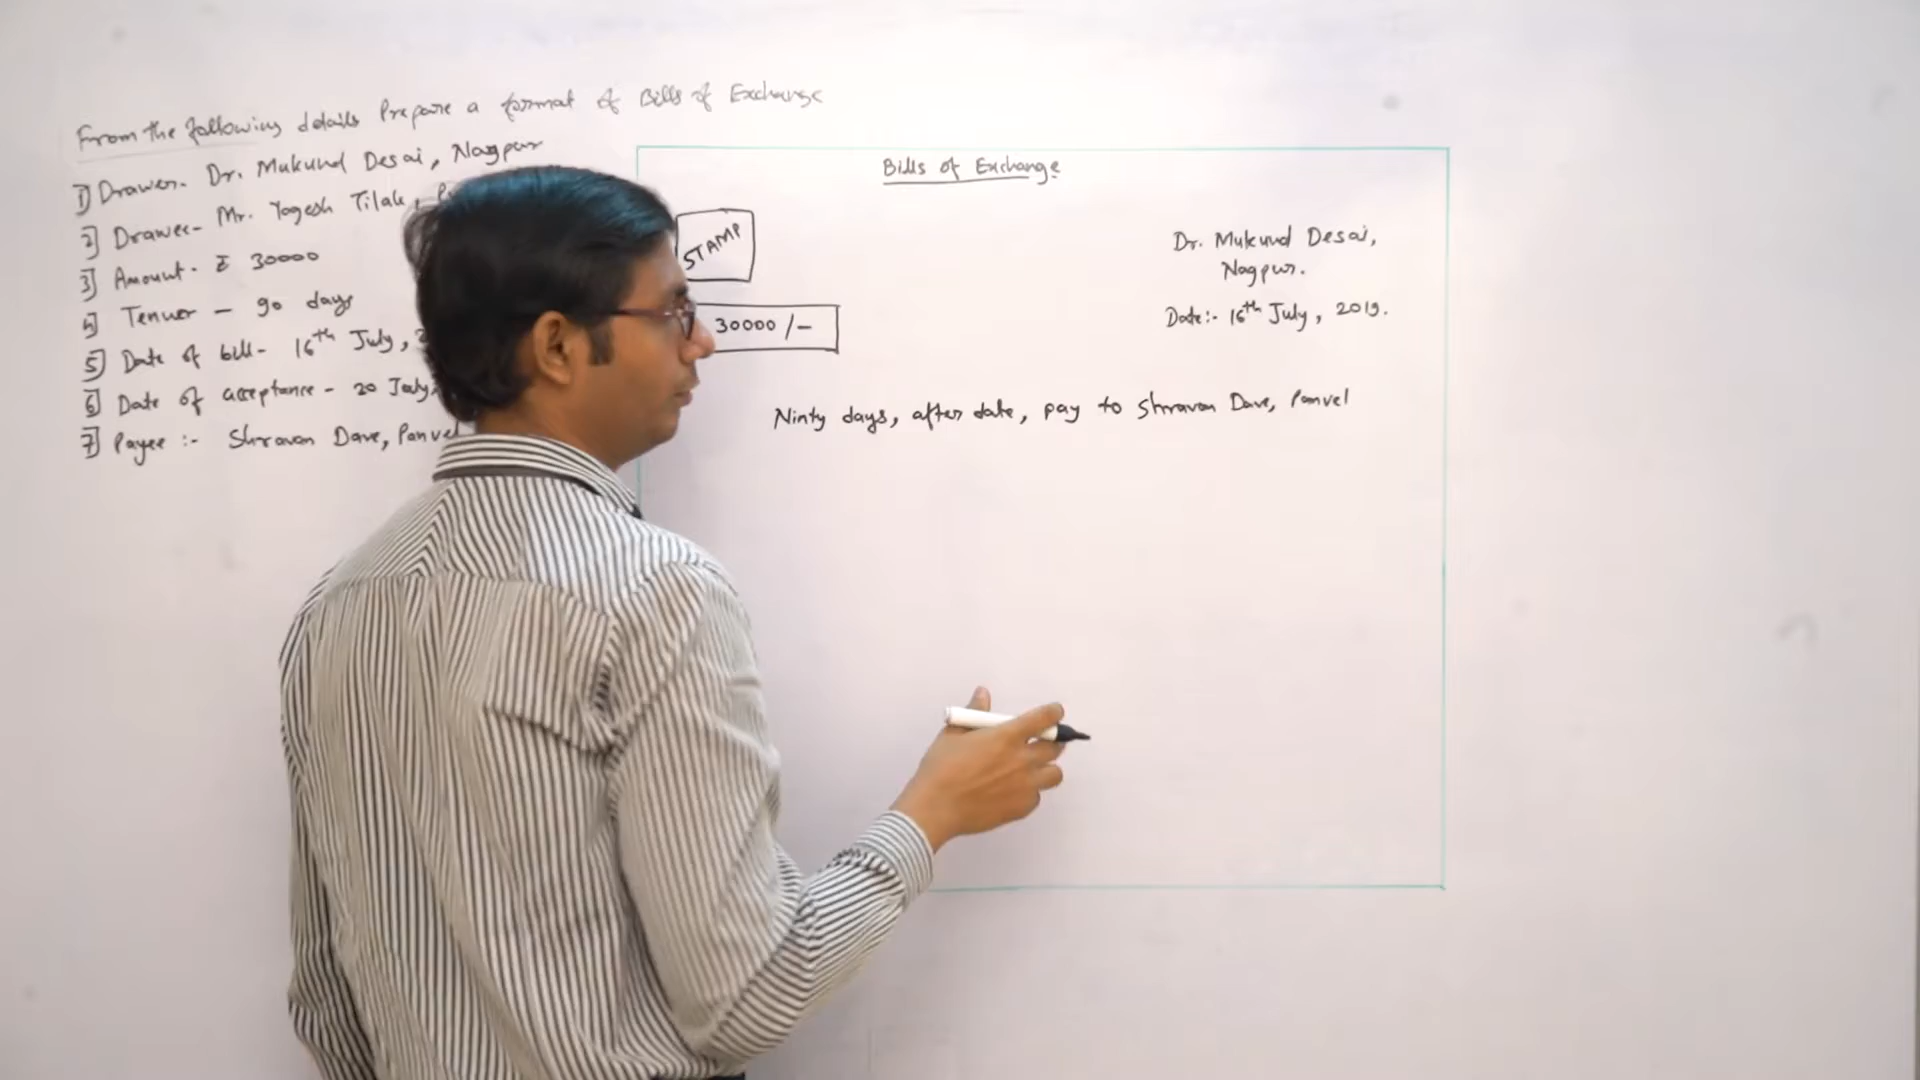 From the following details Prepare a format of Bills of Exchange
1] Drawer- Dr. Mukund Desai, Nagpur
2] Drawee- Mr. Yogesh Tilak,
3] Amount- ₹ 30000
4] Tenuer - 90 days
5] Date of bill- 16th July,
6] Date of acceptance - 20 July,
7] Payee :- Shravan Dave, Panvel
Bills of Exchange
STAMP
Dr. Mukund Desai,
Nagpur.
Date:- 16th July, 2019.
30000/-
Ninty days, after date, pay to Shravan Dave, Panvel